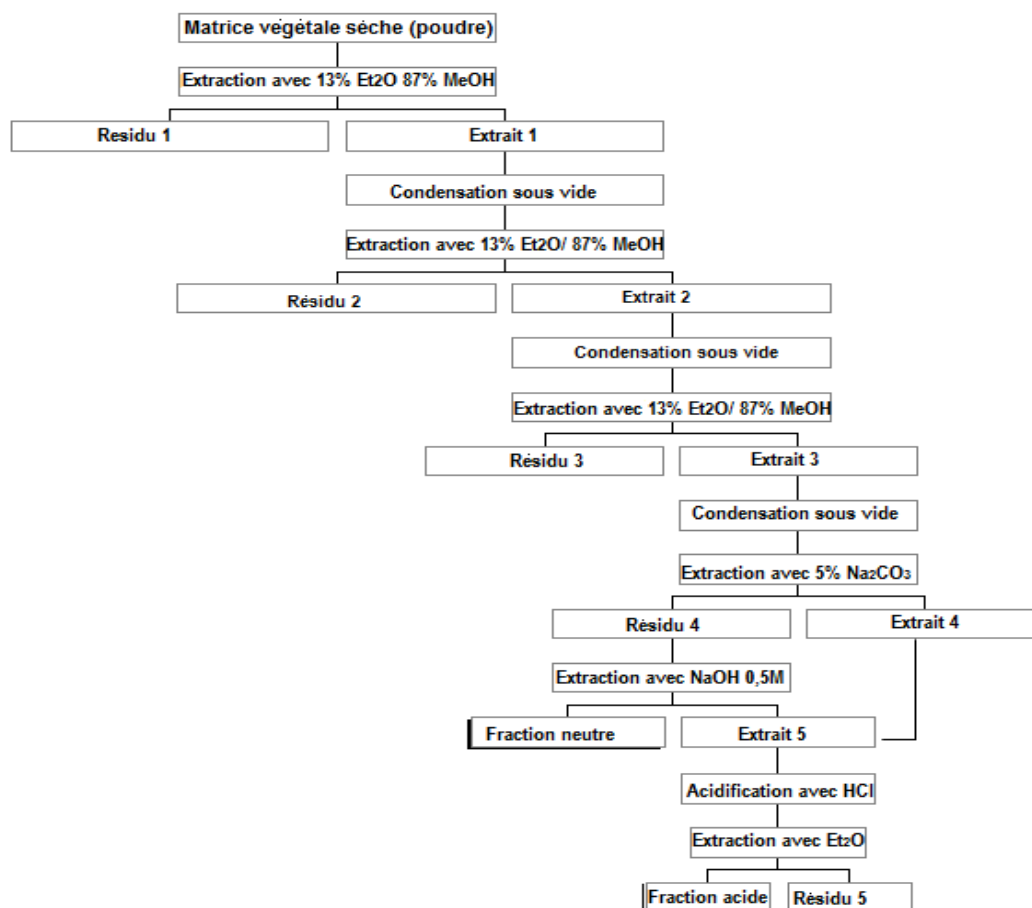 Matrice végétale sèche (poudre)
Extraction avec 13% Et2O 87% MeOH
Residu 1
Extrait 1
Condensation sous vide
Extraction avec 13% Et2O/ 87% MeOH
Résidu 2
Extrait 2
Condensation sous vide
Extraction avec 13% Et2O/ 87% MeOH
Résidu 3
Extrait 3
Condensation sous vide
Extraction avec 5% Na2CO3
Résidu 4
Extrait 4
Extraction avec NaOH 0,5M
Fraction neutre
Extrait 5
Acidification avec HCl
Extraction avec Et2O
Fraction acide
Résidu 5